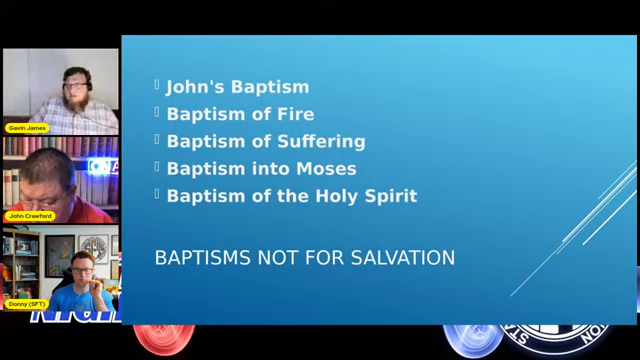 John's Baptism
Baptism of Fire
Baptism of Suffering
Baptism into Moses
Baptism of the Holy Spirit
BAPTISMS NOT FOR SALVATION
Gavin James
John Crawford
Donny (SFT)